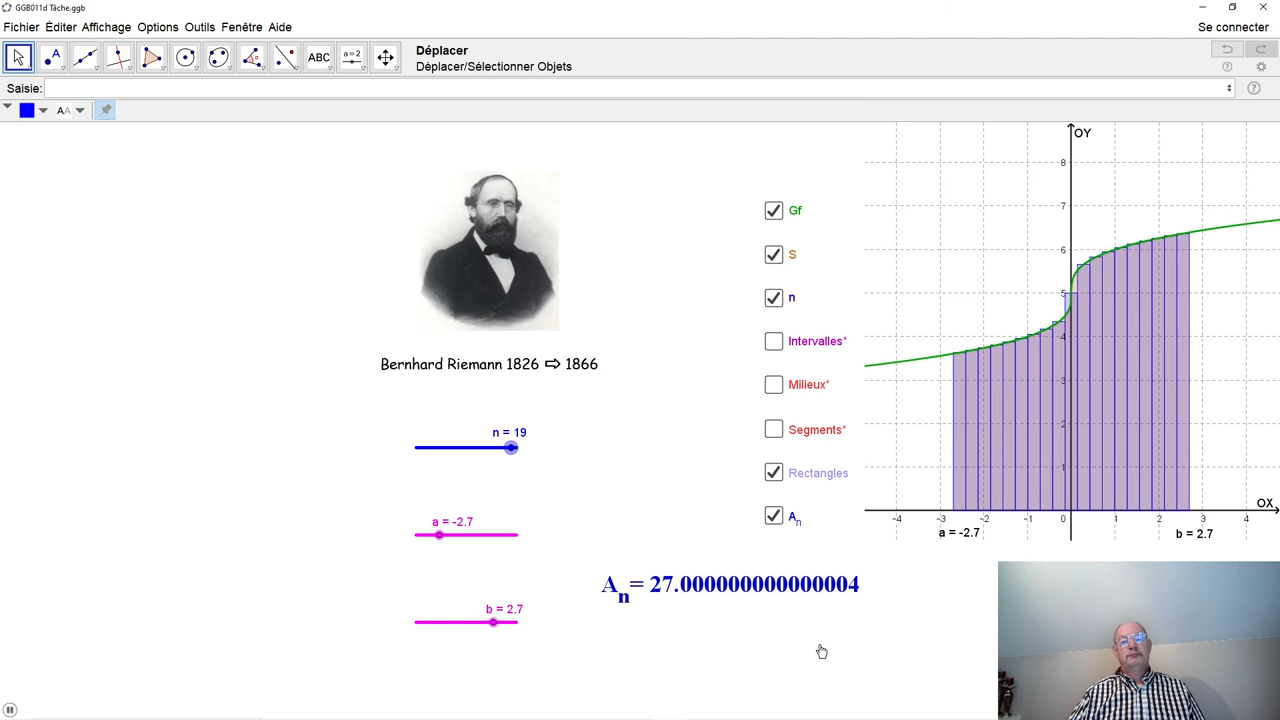 GGB011d Tâche.ggb
Fichier Éditer Affichage Options Outils Fenêtre Aide
Se connecter
A
ABC
a=2
Déplacer
Déplacer/Sélectionner Objets
Saisie:
AA
OY
8
7
6
5
4
3
2
1
Gf
S
n
Intervalles*
Milieux*
Segments*
Rectangles
An
Bernhard Riemann 1826 ⇨ 1866
n = 19
a = -2.7
b = 2.7
OX
-4 -3 -2 -1 0 1 2 3 4
a = -2.7
b = 2.7
An= 27.000000000000004